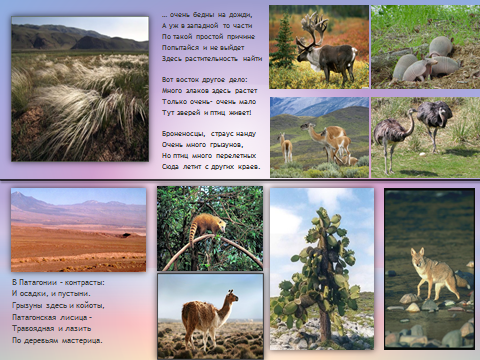 ... очень бедны на дожди,
А уж в западной то части
По такой простой причине
Попытайся и не выйдет
Здесь растительность найти
Вот восток другое дело:
Много злаков здесь растет
Только очень- очень мало
Тут зверей и птиц живет!
Броненосцы, страус нанду
Очень много грызунов,
Но птиц много перелетных
Сюда летит с других краев.
В Патагонии - контрасты:
И осадки, и пустыни.
Грызуны здесь и койоты,
Патагонская лисица -
Травоядная и лазить
По деревьям мастерица.